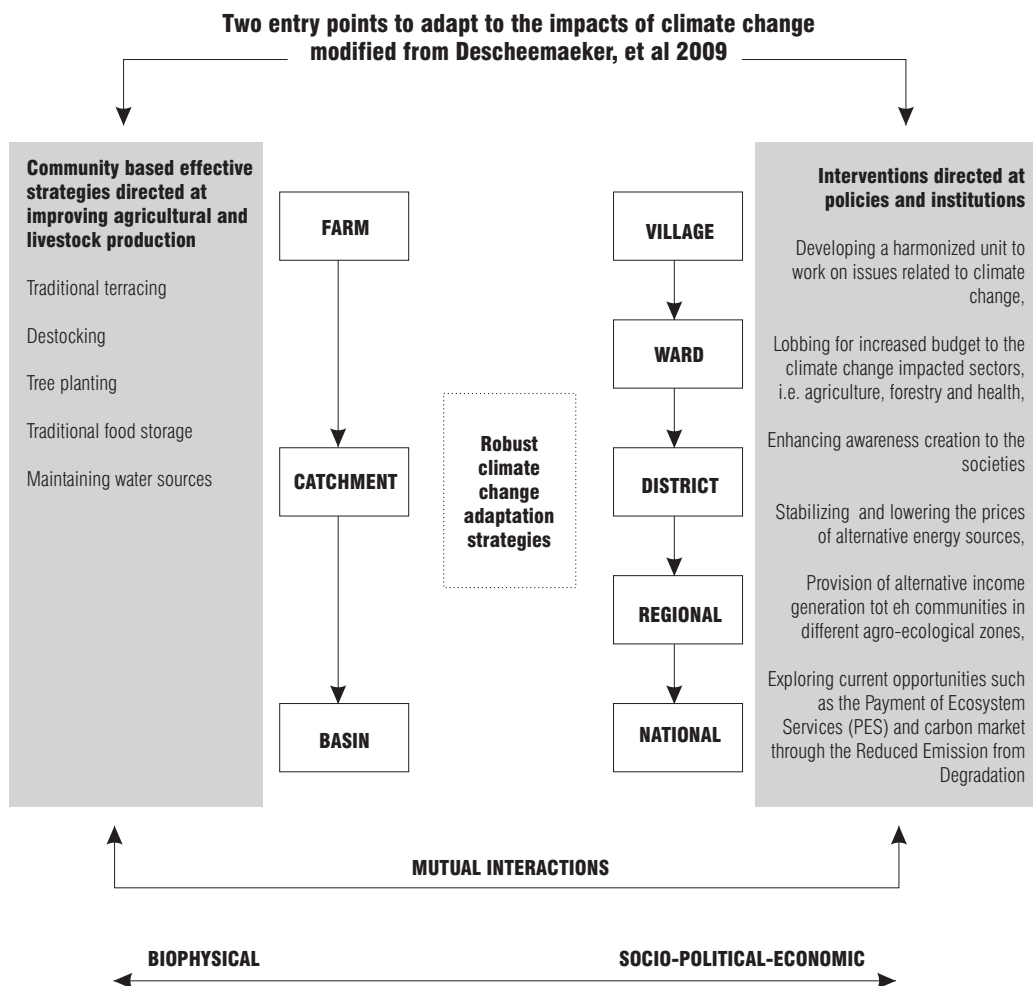 Two entry points to adapt to the impacts of climate change
modified from Descheemaeker, et al 2009
Community based effective
strategies directed at
improving agricultural and
livestock production
Traditional terracing
Destocking
Tree planting
Traditional food storage
Maintaining water sources
FARM
CATCHMENT
BASIN
Robust
climate
change
adaptation
strategies
VILLAGE
WARD
DISTRICT
REGIONAL
NATIONAL
Interventions directed at
policies and institutions
Developing a harmonized unit to
work on issues related to climate
change,
Lobbing for increased budget to the
climate change impacted sectors,
i.e. agriculture, forestry and health,
Enhancing awareness creation to the
societies
Stabilizing and lowering the prices
of alternative energy sources,
Provision of alternative income
generation tot eh communities in
different agro-ecological zones,
Exploring current opportunities such
as the Payment of Ecosystem
Services (PES) and carbon market
through the Reduced Emission from
Degradation
MUTUAL INTERACTIONS
BIOPHYSICAL
SOCIO-POLITICAL-ECONOMIC